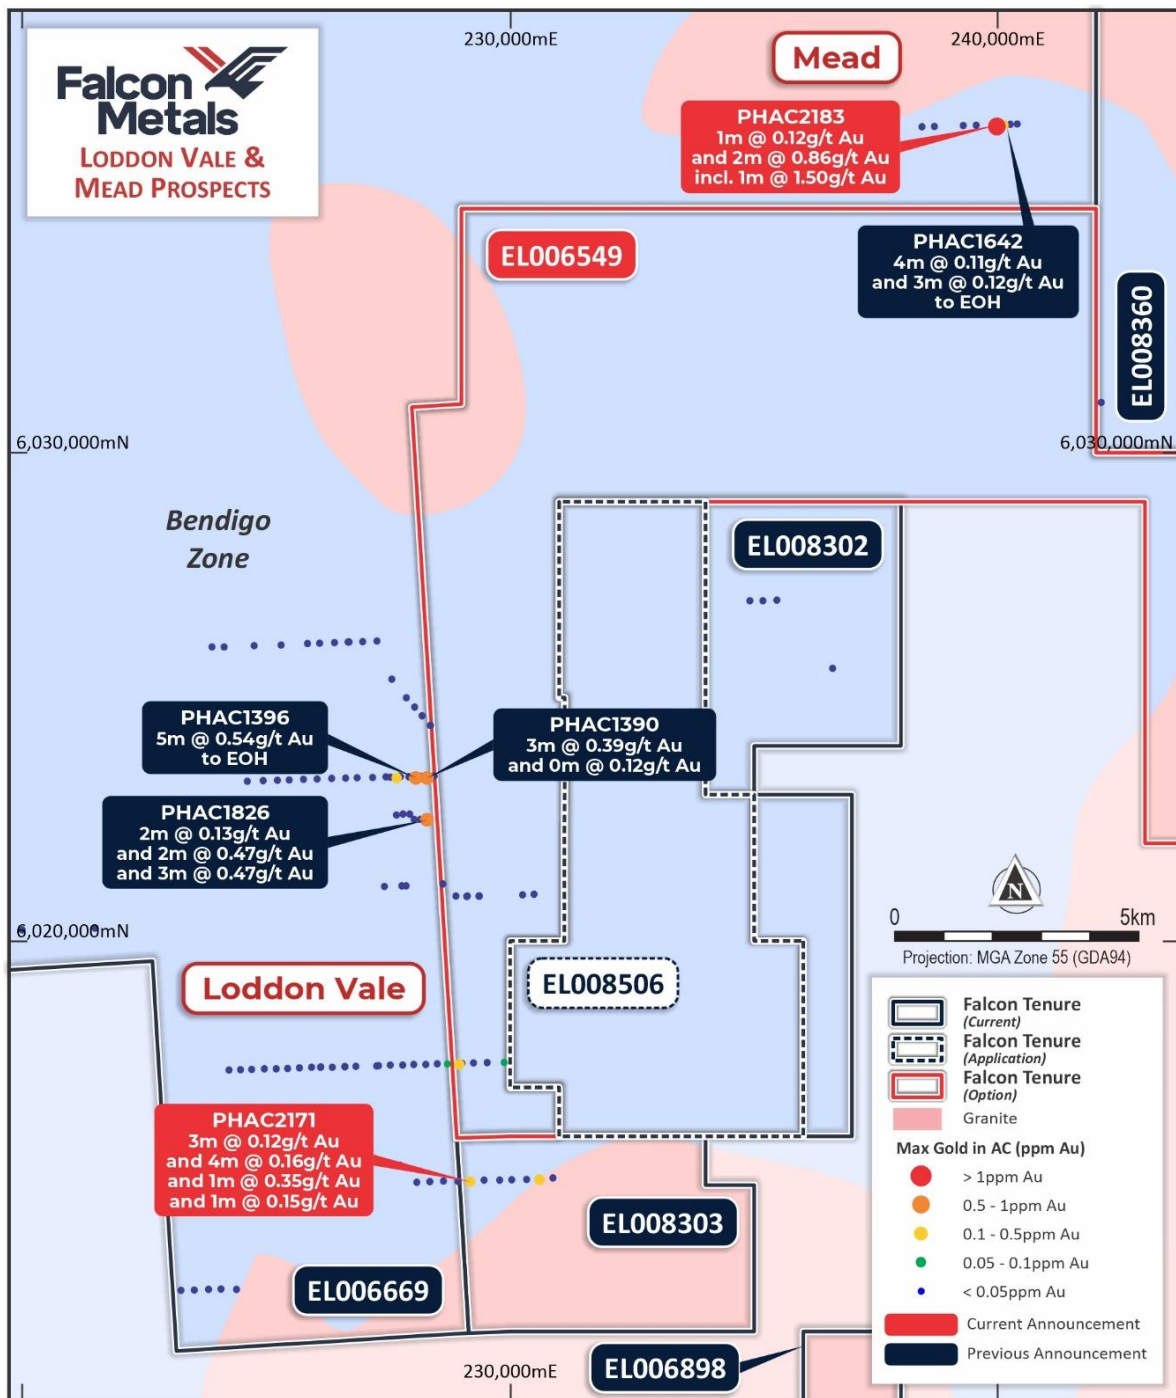 230,000mE
240,000mE
Falcon
Metals
LODDON VALE &
MEAD PROSPECTS
Mead
PHAC2183
1m @ 0.12g/t Au
and 2m @ 0.86g/t Au
incl. 1m @ 1.50g/t Au
EL006549
PHAC1642
4m @ 0.11g/t Au
and 3m @ 0.12g/t Au
to EOH
EL008360
6,030,000mN
6,030,000mN
Bendigo
Zone
EL008302
PHAC1396
5m @ 0.54g/t Au
to EOH
PHAC1390
3m @ 0.39g/t Au
and 0m @ 0.12g/t Au
PHAC1826
2m @ 0.13g/t Au
and 2m @ 0.47g/t Au
and 3m @ 0.47g/t Au
N
0 5km
Projection: MGA Zone 55 (GDA94)
6,020,000mN
Loddon Vale
EL008506
PHAC2171
3m @ 0.12g/t Au
and 4m @ 0.16g/t Au
and 1m @ 0.35g/t Au
and 1m @ 0.15g/t Au
EL008303
EL006669
EL006898
230,000mE
Falcon Tenure
(Current)
Falcon Tenure
(Application)
Falcon Tenure
(Option)
Granite
Max Gold in AC (ppm Au)
> 1ppm Au
0.5 - 1ppm Au
0.1 - 0.5ppm Au
0.05 - 0.1ppm Au
< 0.05ppm Au
Current Announcement
Previous Announcement